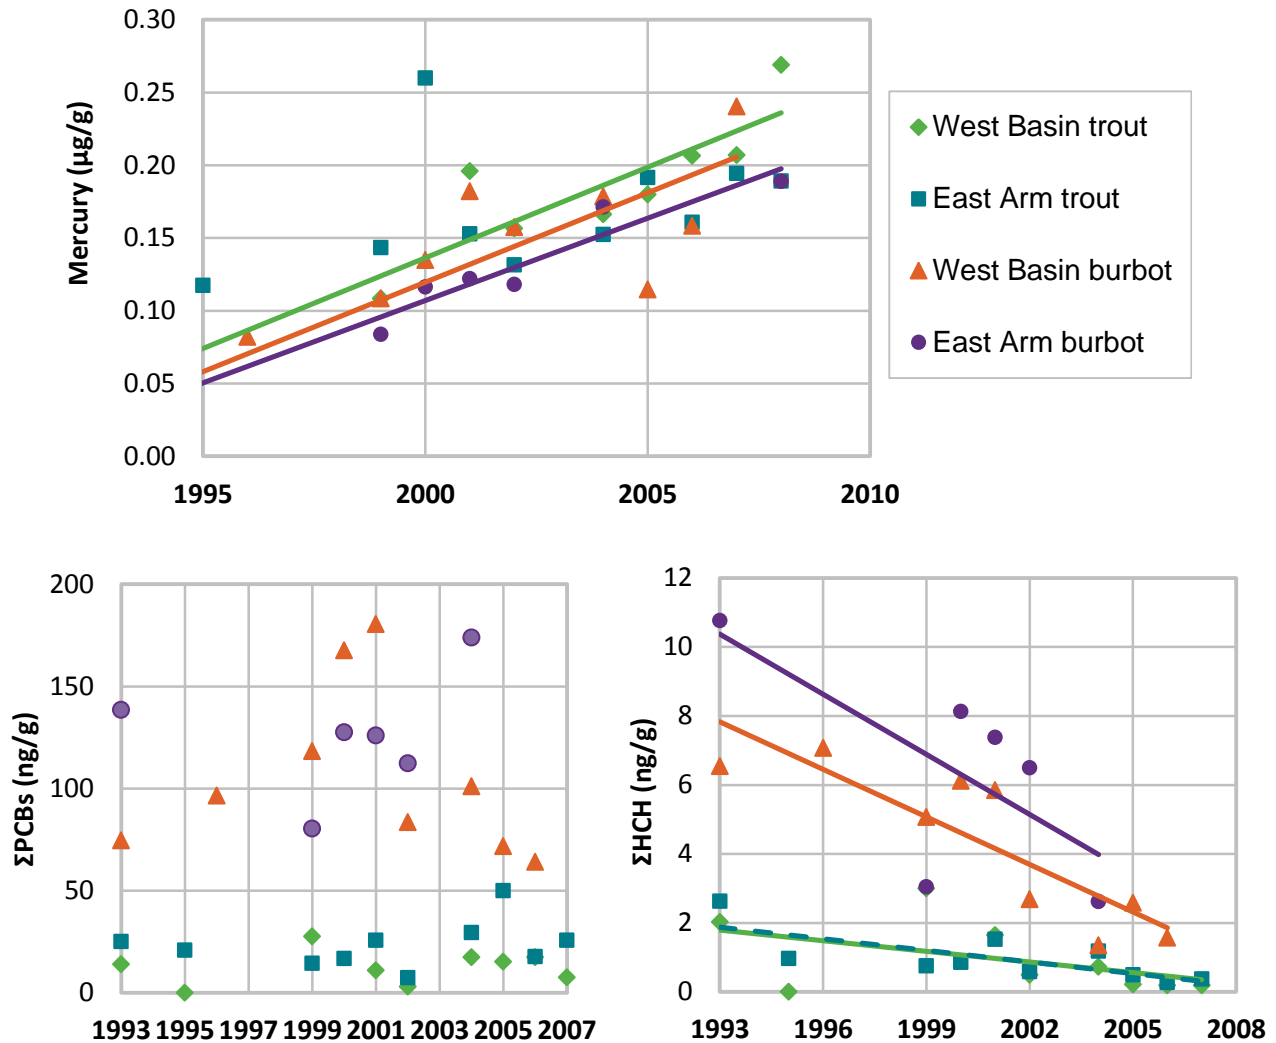 Mercury (µg/g)
0.30
0.25
0.20
0.15
0.10
0.05
0.00
1995 2000 2005 2010
West Basin trout
East Arm trout
West Basin burbot
East Arm burbot
ΣPCBs (ng/g)
200
150
100
50
0
1993 1995 1997 1999 2001 2003 2005 2007
ΣHCH (ng/g)
12
10
8
6
4
2
0
1993 1996 1999 2002 2005 2008